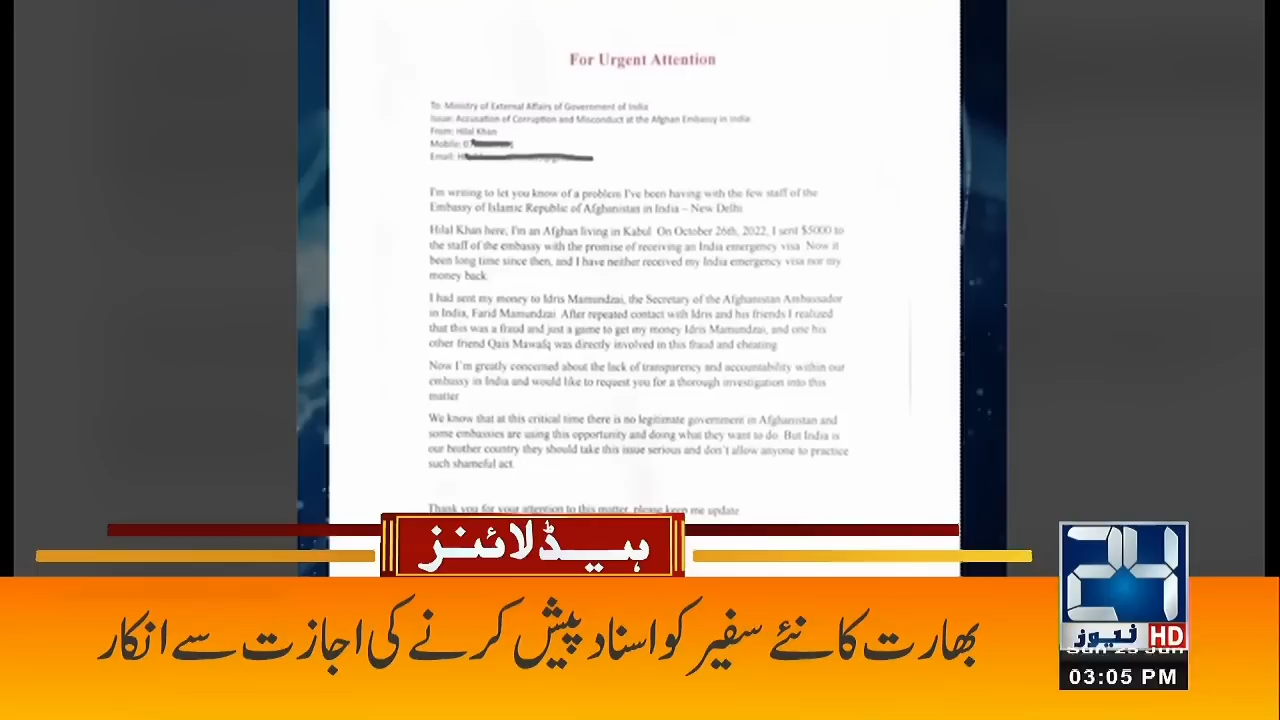 For Urgent Attention
To: Ministry of External Affairs of Government of India
Issue: Accusation of Corruption and Misconduct at the Afghan Embassy in India
From: Hilal Khan
Mobile: 07
Email: H
I'm writing to let you know of a problem I've been having with the few staff of the
Embassy of Islamic Republic of Afghanistan in India – New Delhi
Hilal Khan here, I'm an Afghan living in Kabul. On October 26th, 2022, I sent $5000 to
the staff of the embassy with the promise of receiving an India emergency visa. Now it
been long time since then, and I have neither received my India emergency visa nor my
money back.
I had sent my money to Idris Mamundzai, the Secretary of the Afghanistan Ambassador
in India, Farid Mamundzai. After repeated contact with Idris and his friends I realized
that this was a fraud and just a game to get my money Idris Mamundzai, and one his
other friend Qais Mawafq was directly involved in this fraud and cheating.
Now I'm greatly concerned about the lack of transparency and accountability within our
embassy in India and would like to request you for a thorough investigation into this
matter.
We know that at this critical time there is no legitimate government in Afghanistan and
some embassies are using this opportunity and doing what they want to do. But India is
our brother country they should take this issue serious and don't allow anyone to practice
such shameful act.
Thank you for your attention to this matter, please keep me update
ہیڈلائنز
بھارت کا نئے سفیر کو اسناد پیش کرنے کی اجازت سے انکار
24
نیوز HD
03:05 PM